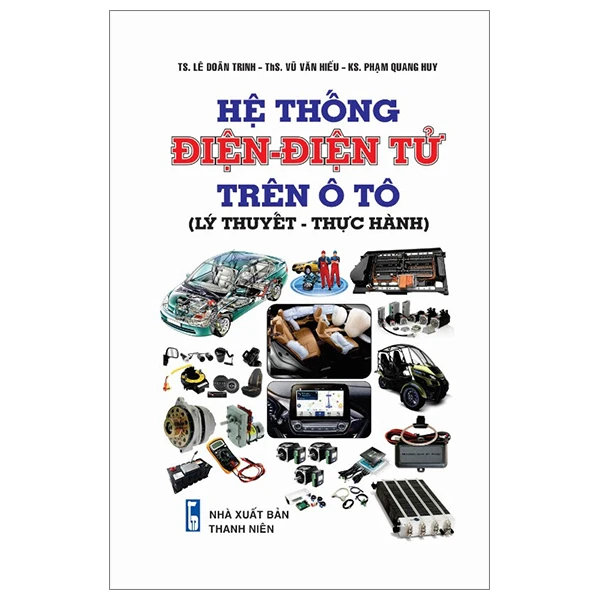 TS. LÊ DOÃN TRINH - ThS. VŨ VĂN HIẾU - KS. PHẠM QUANG HUY
HỆ THỐNG
ĐIỆN-ĐIỆN TỬ
TRÊN Ô TÔ
(LÝ THUYẾT - THỰC HÀNH)
NHÀ XUẤT BẢN
THANH NIÊN